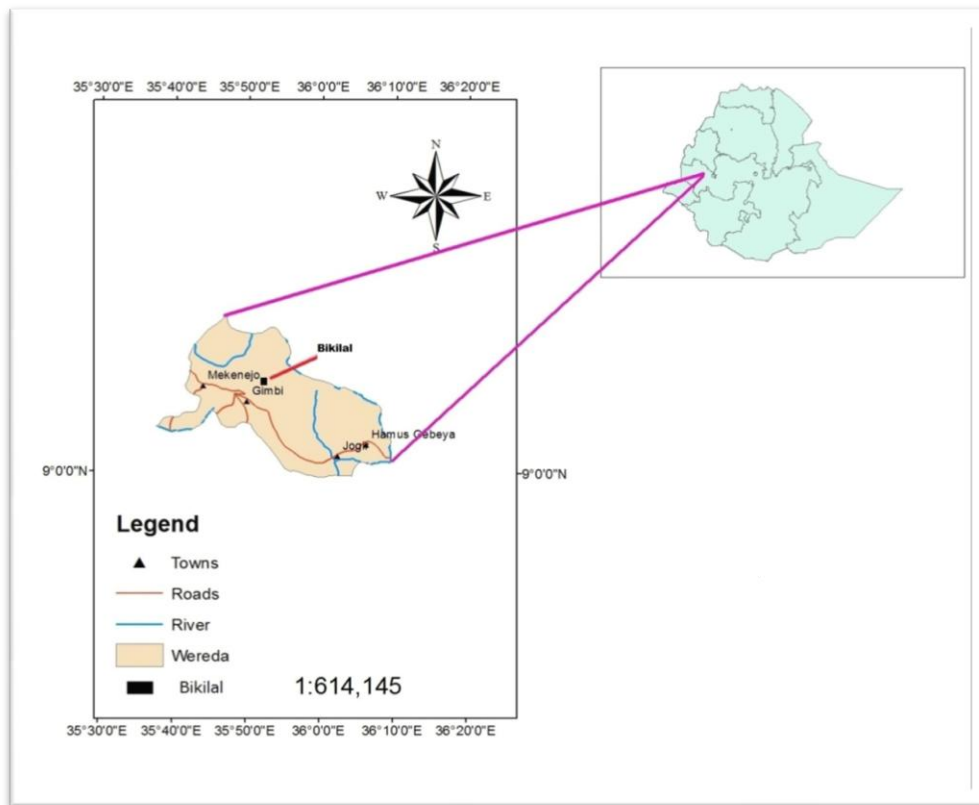 35°30'0"E 35°40'0"E 35°50'0"E 36°0'0"E 36°10'0"E 36°20'0"E
N
W E
S
Bikilal
Mekenejo
Gimbi
Hamus Gebeya
Jogi
9°0'0"N 9°0'0"N
Legend
Towns
Roads
River
Wereda
Bikilal 1:614,145
35°30'0"E 35°40'0"E 35°50'0"E 36°0'0"E 36°10'0"E 36°20'0"E